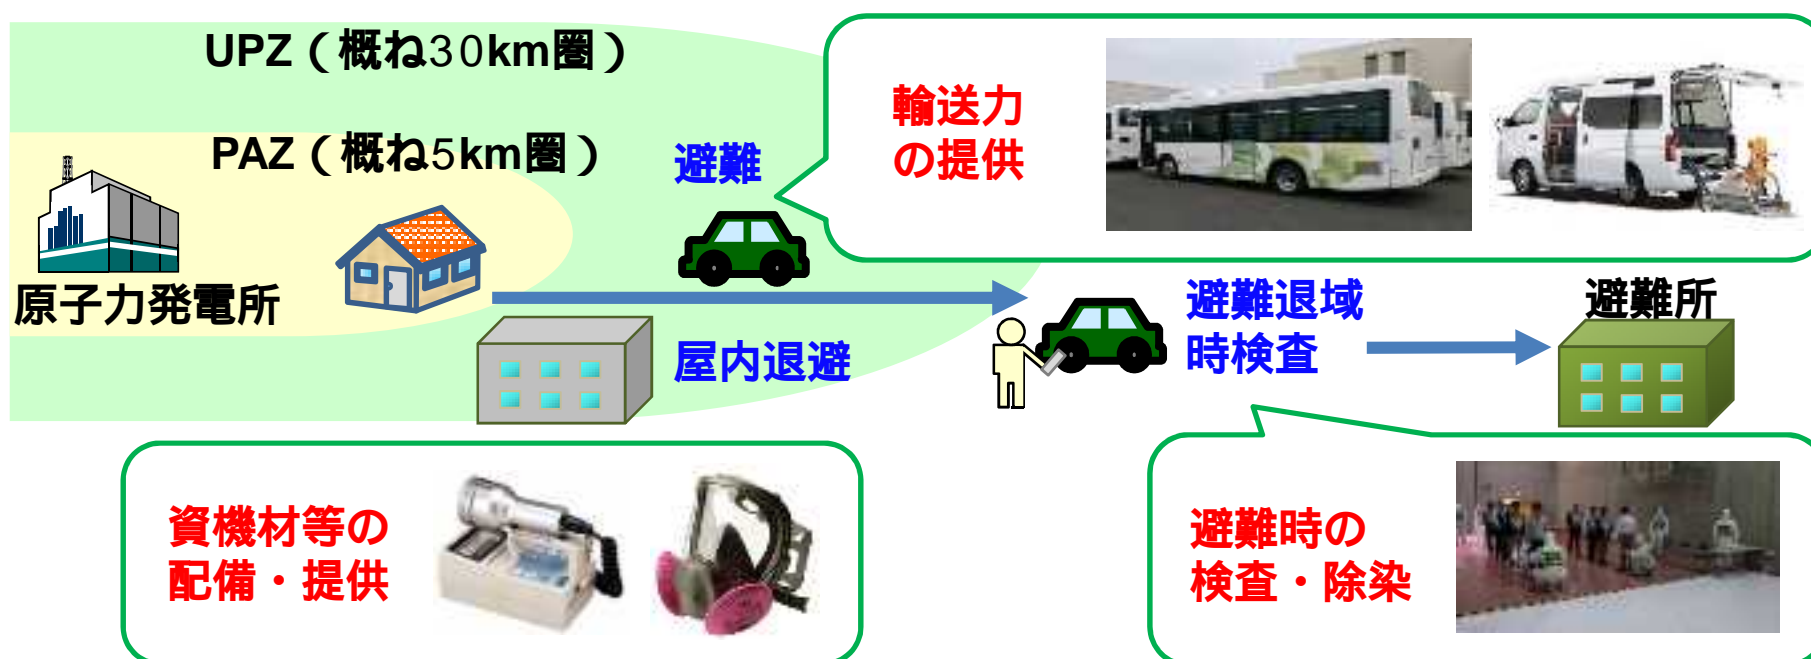 UPZ（概ね30km圏）
PAZ（概ね5km圏）
原子力発電所
避難
輸送力
の提供
屋内退避
避難退域
時検査
避難所
資機材等の
配備・提供
避難時の
検査・除染